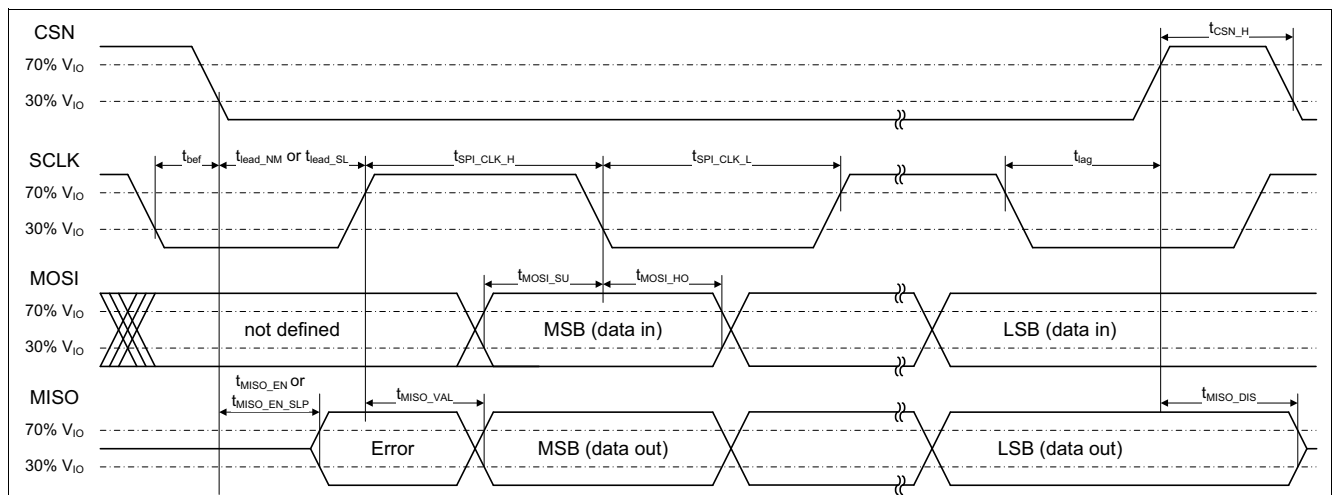 CSN
t_CSN_H
70% V_IO
30% V_IO
SCLK
t_bef
t_lead_NM or t_lead_SL
t_SPI_CLK_H
t_SPI_CLK_L
t_lag
70% V_IO
30% V_IO
MOSI
t_MOSI_SU
t_MOSI_HO
70% V_IO
not defined
MSB (data in)
LSB (data in)
30% V_IO
MISO
t_MISO_EN or
t_MISO_EN_SLP
t_MISO_VAL
t_MISO_DIS
70% V_IO
Error
MSB (data out)
LSB (data out)
30% V_IO